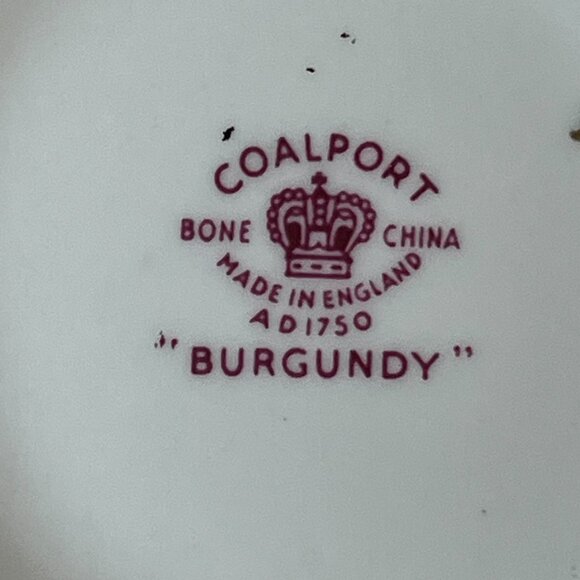 COALPORT
BONE CHINA
MADE IN ENGLAND
AD1750
"BURGUNDY"